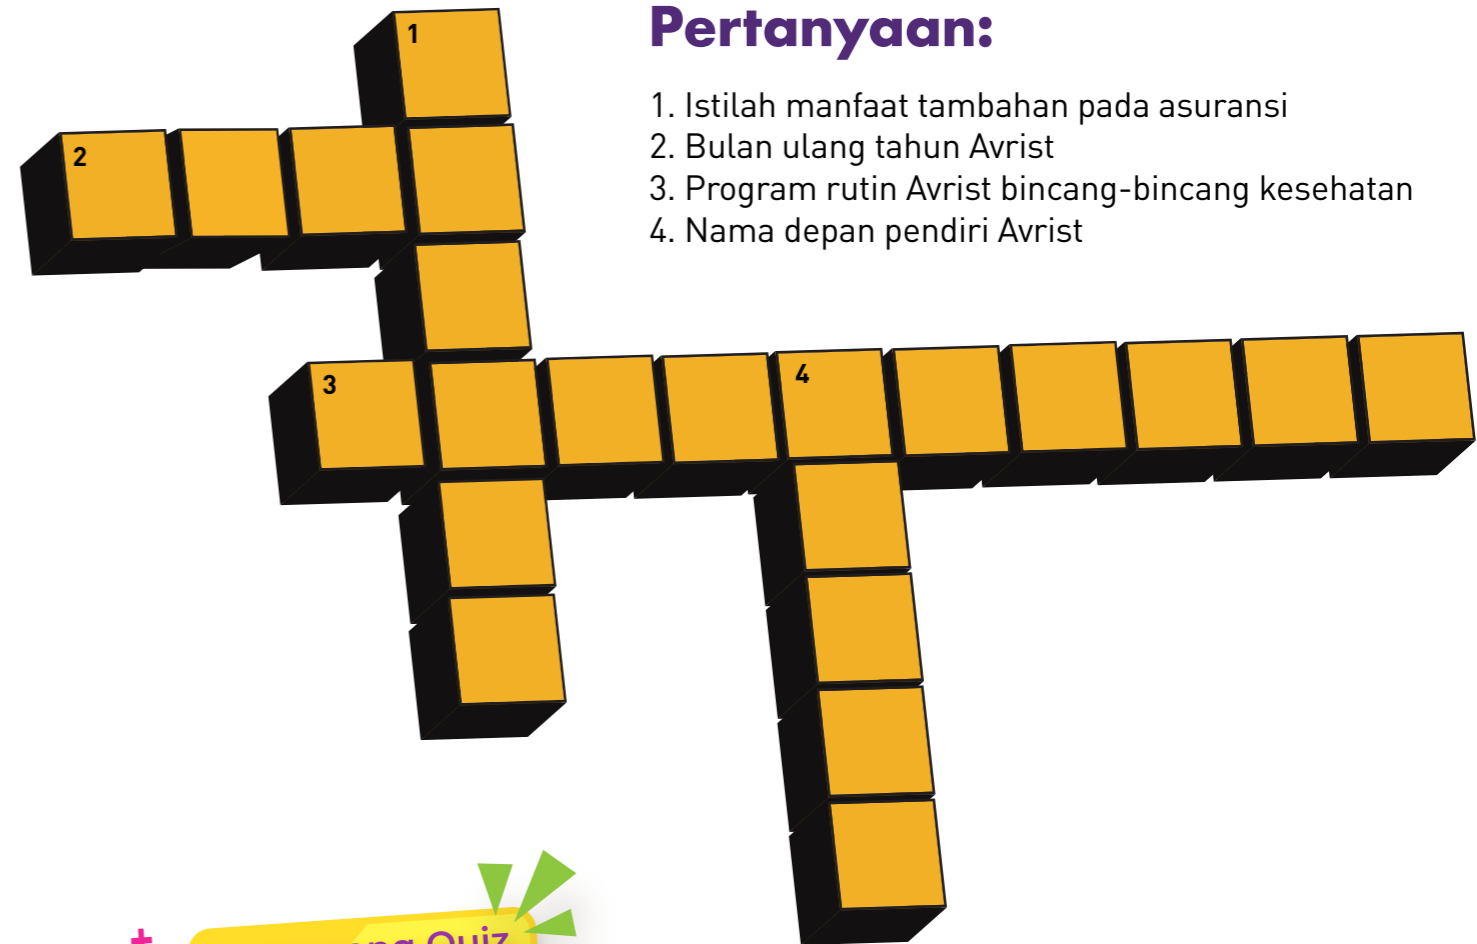 Pertanyaan:
1. Istilah manfaat tambahan pada asuransi
2. Bulan ulang tahun Avrist
3. Program rutin Avrist bincang-bincang kesehatan
4. Nama depan pendiri Avrist
1
2
3
4
Quiz